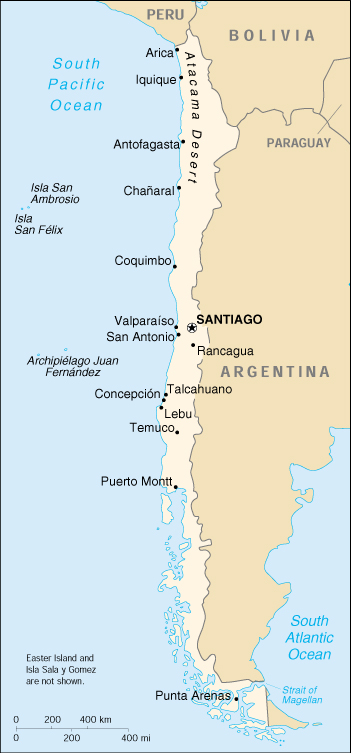 PERU
BOLIVIA
Arica
South
Pacific
Ocean
Iquique
Atacama Desert
PARAGUAY
Antofagasta
Chañaral
Isla San
Ambrosio
Isla
San Félix
Coquimbo
Valparaíso
SANTIAGO
San Antonio
Rancagua
Archipiélago Juan
Fernández
ARGENTINA
Talcahuano
Concepción
Lebu
Temuco
Puerto Montt
South
Atlantic
Ocean
Easter Island and
Isla Sala y Gomez
are not shown.
Punta Arenas
Strait of
Magellan
0 200 400 km
0 200 400 mi